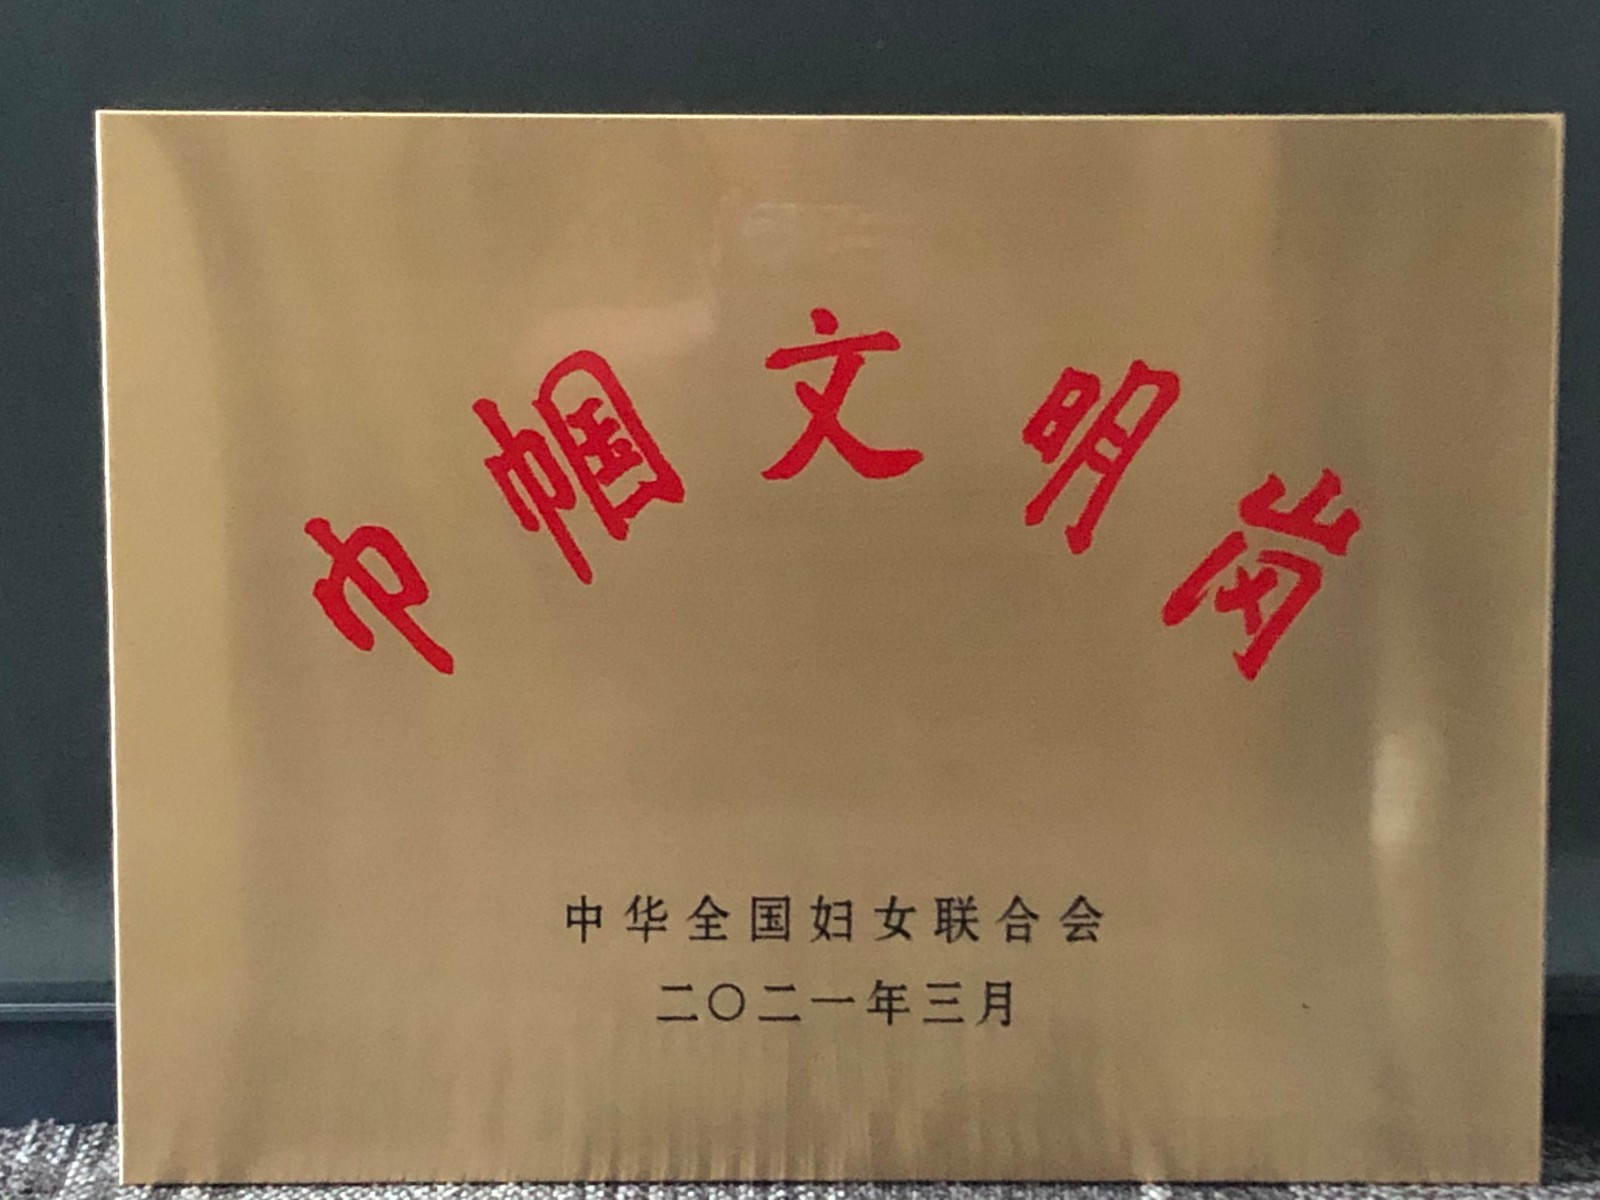 巾帼文明岗
中华全国妇女联合会
二〇二一年三月